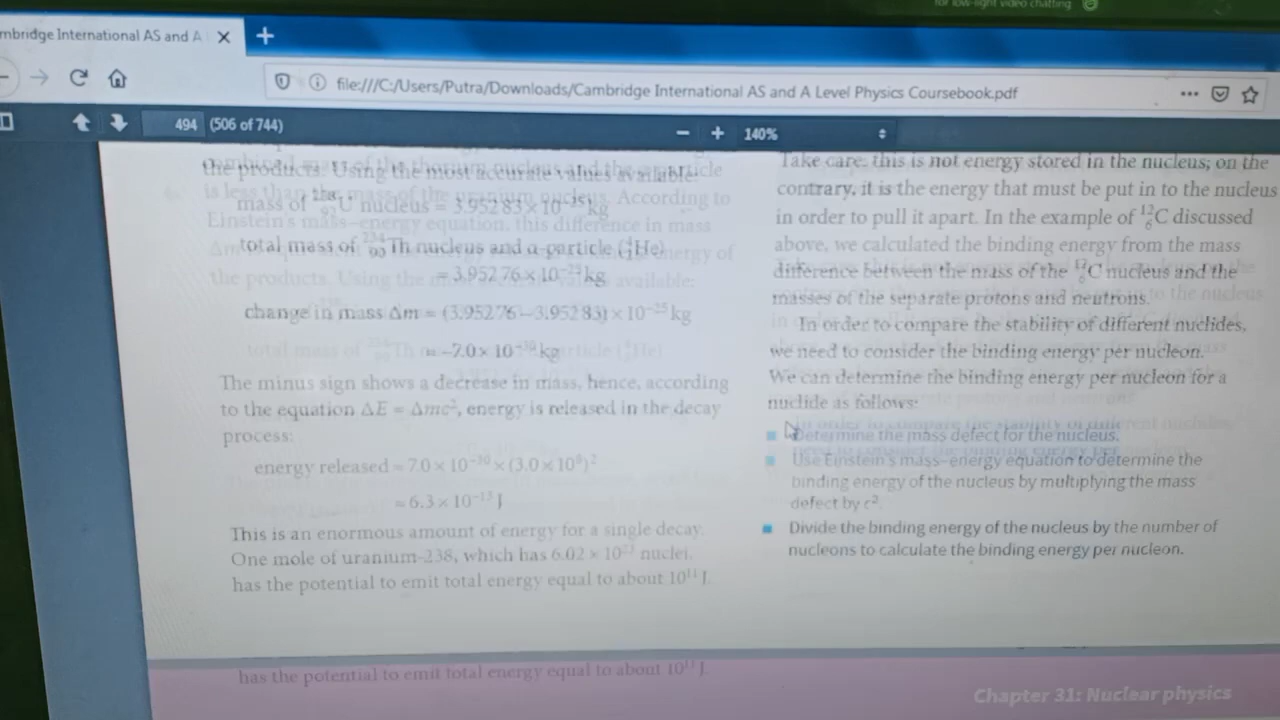 for low-light video chatting
mbridge International AS and A
file:///C:/Users/Putra/Downloads/Cambridge International AS and A Level Physics Coursebook.pdf
494 (506 of 744)
140%
the products. Using the most accurate values available:
mass of U nucleus = 3.95283 × 10⁻²⁵ kg
total mass of ²³⁴₉₀Th nucleus and α-particle (⁴₂He)
= 3.95276 × 10⁻²⁵ kg
change in mass Δm = (3.95276 – 3.95283) × 10⁻²⁵ kg
= –7.0 × 10⁻³⁰ kg
The minus sign shows a decrease in mass, hence, according
to the equation ΔE = Δmc², energy is released in the decay
process:
energy released ≈ 7.0 × 10⁻³⁰ × (3.0 × 10⁸)²
≈ 6.3 × 10⁻¹³ J
This is an enormous amount of energy for a single decay.
One mole of uranium-238, which has 6.02 × 10²³ nuclei,
has the potential to emit total energy equal to about 10¹¹ J.
has the potential to emit total energy equal to about 10¹¹ J.
Take care: this is not energy stored in the nucleus; on the
contrary, it is the energy that must be put in to the nucleus
in order to pull it apart. In the example of ¹²₆C discussed
above, we calculated the binding energy from the mass
difference between the mass of the ¹²₆C nucleus and the
masses of the separate protons and neutrons.
In order to compare the stability of different nuclides,
we need to consider the binding energy per nucleon.
We can determine the binding energy per nucleon for a
nuclide as follows:
■ Determine the mass defect for the nucleus.
■ Use Einstein's mass–energy equation to determine the
binding energy of the nucleus by multiplying the mass
defect by c².
■ Divide the binding energy of the nucleus by the number of
nucleons to calculate the binding energy per nucleon.
Chapter 31: Nuclear physics